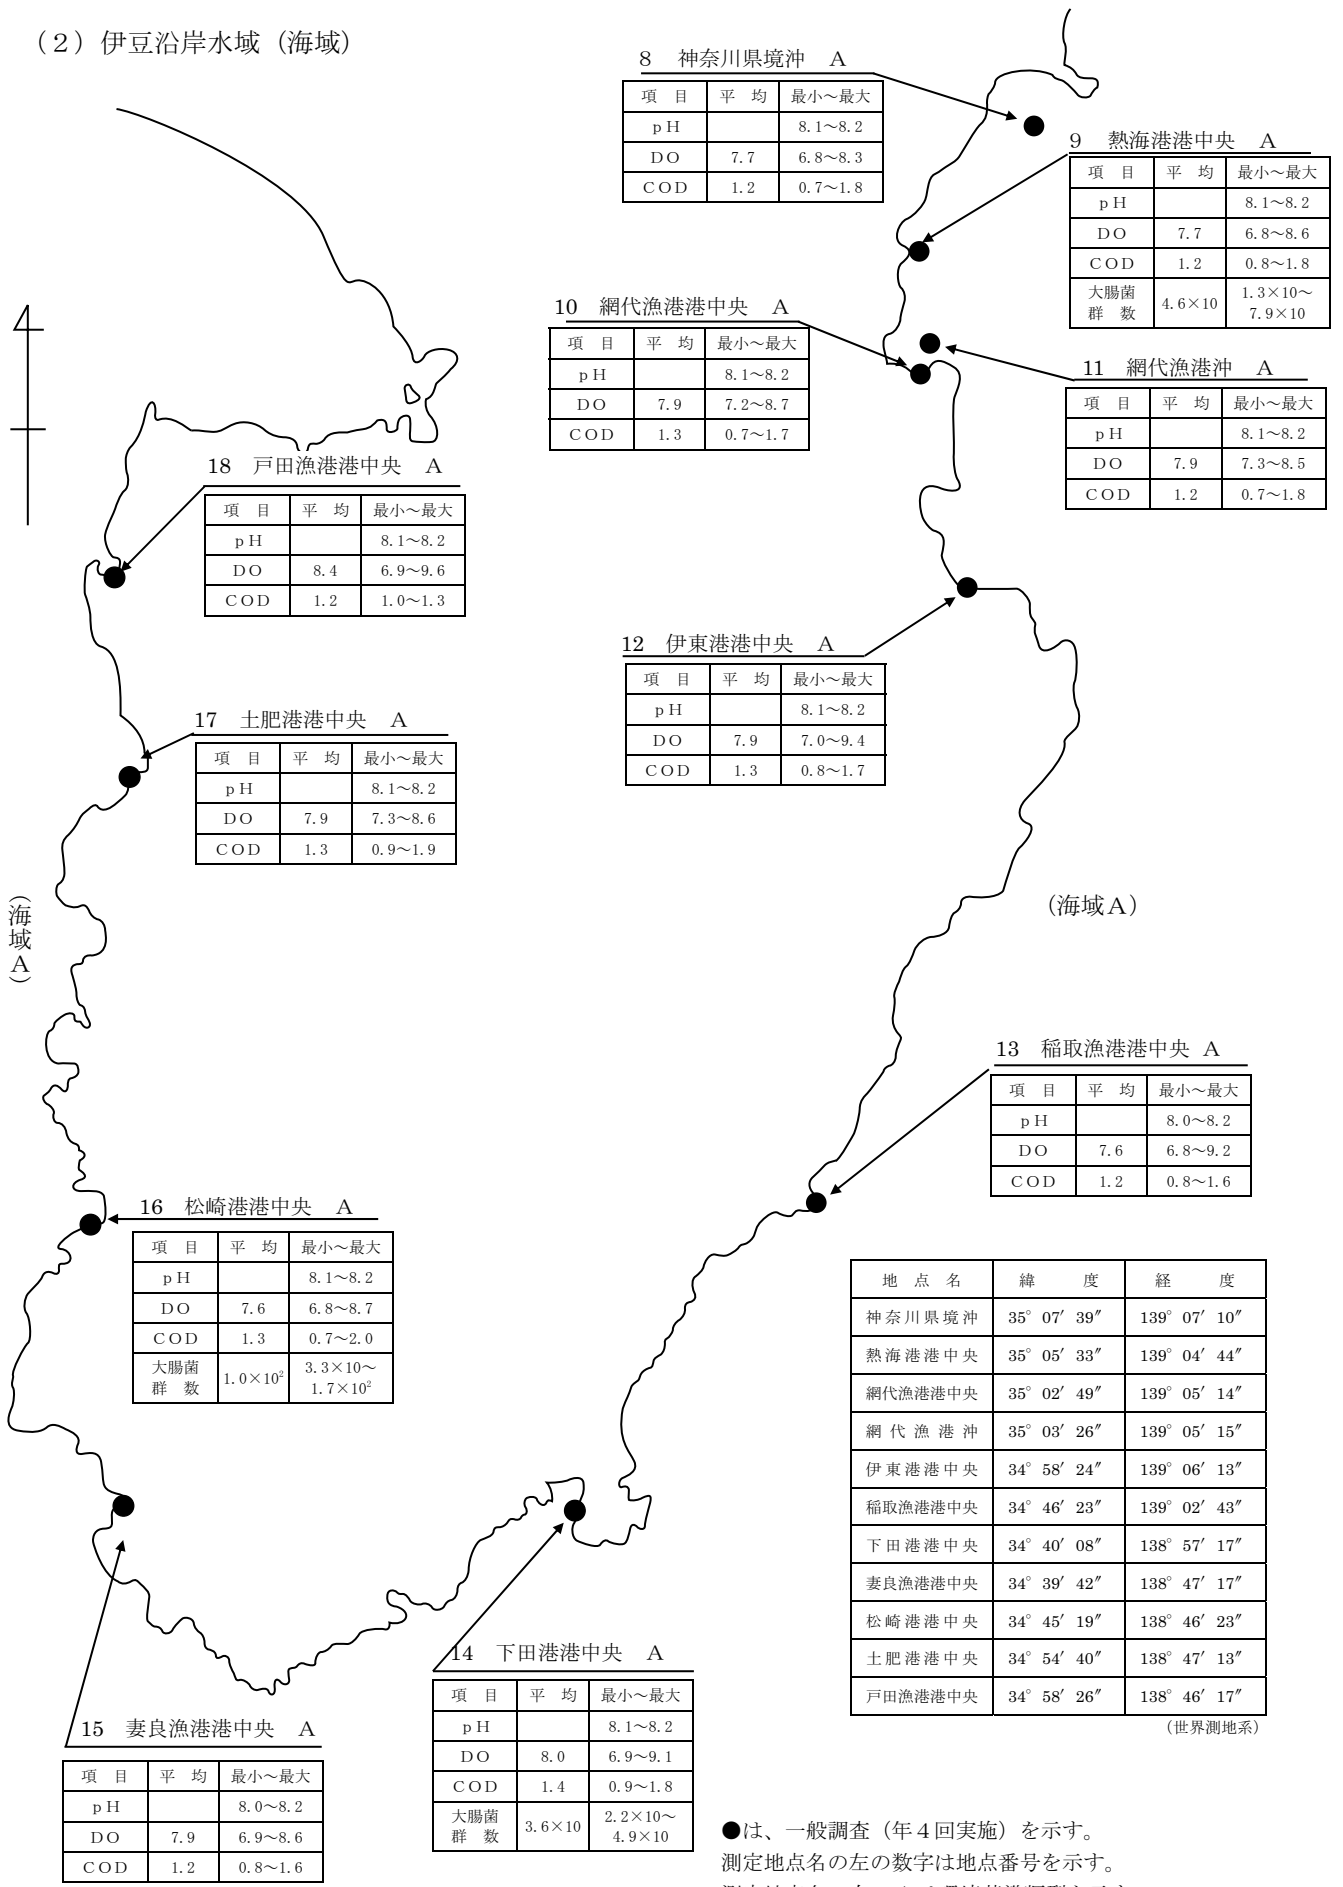 （２）伊豆沿岸水域（海域）
8　神奈川県境沖　A
項　目　平　均　最小～最大
ｐＨ　8.1～8.2
ＤＯ　7.7　6.8～8.3
ＣＯＤ　1.2　0.7～1.8
9　熱海港港中央　A
項　目　平　均　最小～最大
ｐＨ　8.1～8.2
ＤＯ　7.7　6.8～8.6
ＣＯＤ　1.2　0.8～1.8
大腸菌群　数　4.6×10　1.3×10～7.9×10
10　網代漁港港中央　A
項　目　平　均　最小～最大
ｐＨ　8.1～8.2
ＤＯ　7.9　7.2～8.7
ＣＯＤ　1.3　0.7～1.7
11　網代漁港沖　A
項　目　平　均　最小～最大
ｐＨ　8.1～8.2
ＤＯ　7.9　7.3～8.5
ＣＯＤ　1.2　0.7～1.8
18　戸田漁港港中央　A
項　目　平　均　最小～最大
ｐＨ　8.1～8.2
ＤＯ　8.4　6.9～9.6
ＣＯＤ　1.2　1.0～1.3
12　伊東港港中央　A
項　目　平　均　最小～最大
ｐＨ　8.1～8.2
ＤＯ　7.9　7.0～9.4
ＣＯＤ　1.3　0.8～1.7
17　土肥港港中央　A
項　目　平　均　最小～最大
ｐＨ　8.1～8.2
ＤＯ　7.9　7.3～8.6
ＣＯＤ　1.3　0.9～1.9
（海域Ａ）
（海域Ａ）
13　稲取漁港港中央　A
項　目　平　均　最小～最大
ｐＨ　8.0～8.2
ＤＯ　7.6　6.8～9.2
ＣＯＤ　1.2　0.8～1.6
16　松崎港港中央　A
項　目　平　均　最小～最大
ｐＨ　8.1～8.2
ＤＯ　7.6　6.8～8.7
ＣＯＤ　1.3　0.7～2.0
大腸菌群　数　1.0×10²　3.3×10～1.7×10²
地　点　名　緯　度　経　度
神奈川県境沖　35°07′39″　139°07′10″
熱海港港中央　35°05′33″　139°04′44″
網代漁港港中央　35°02′49″　139°05′14″
網代漁港沖　35°03′26″　139°05′15″
伊東港港中央　34°58′24″　139°06′13″
稲取漁港港中央　34°46′23″　139°02′43″
下田港港中央　34°40′08″　138°57′17″
妻良漁港港中央　34°39′42″　138°47′17″
松崎港港中央　34°45′19″　138°46′23″
土肥港港中央　34°54′40″　138°47′13″
戸田漁港港中央　34°58′26″　138°46′17″
（世界測地系）
14　下田港港中央　A
項　目　平　均　最小～最大
ｐＨ　8.1～8.2
ＤＯ　8.0　6.9～9.1
ＣＯＤ　1.4　0.9～1.8
大腸菌群　数　3.6×10　2.2×10～4.9×10
15　妻良漁港港中央　A
項　目　平　均　最小～最大
ｐＨ　8.0～8.2
ＤＯ　7.9　6.9～8.6
ＣＯＤ　1.2　0.8～1.6
●は、一般調査（年４回実施）を示す。
測定地点名の左の数字は地点番号を示す。